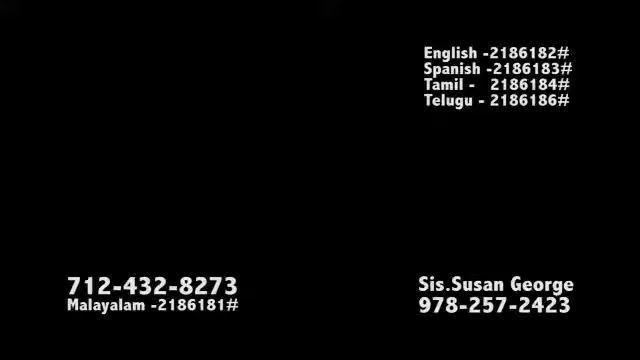 English -2186182#
Spanish -2186183#
Tamil - 2186184#
Telugu - 2186186#
712-432-8273
Malayalam -2186181#
Sis.Susan George
978-257-2423